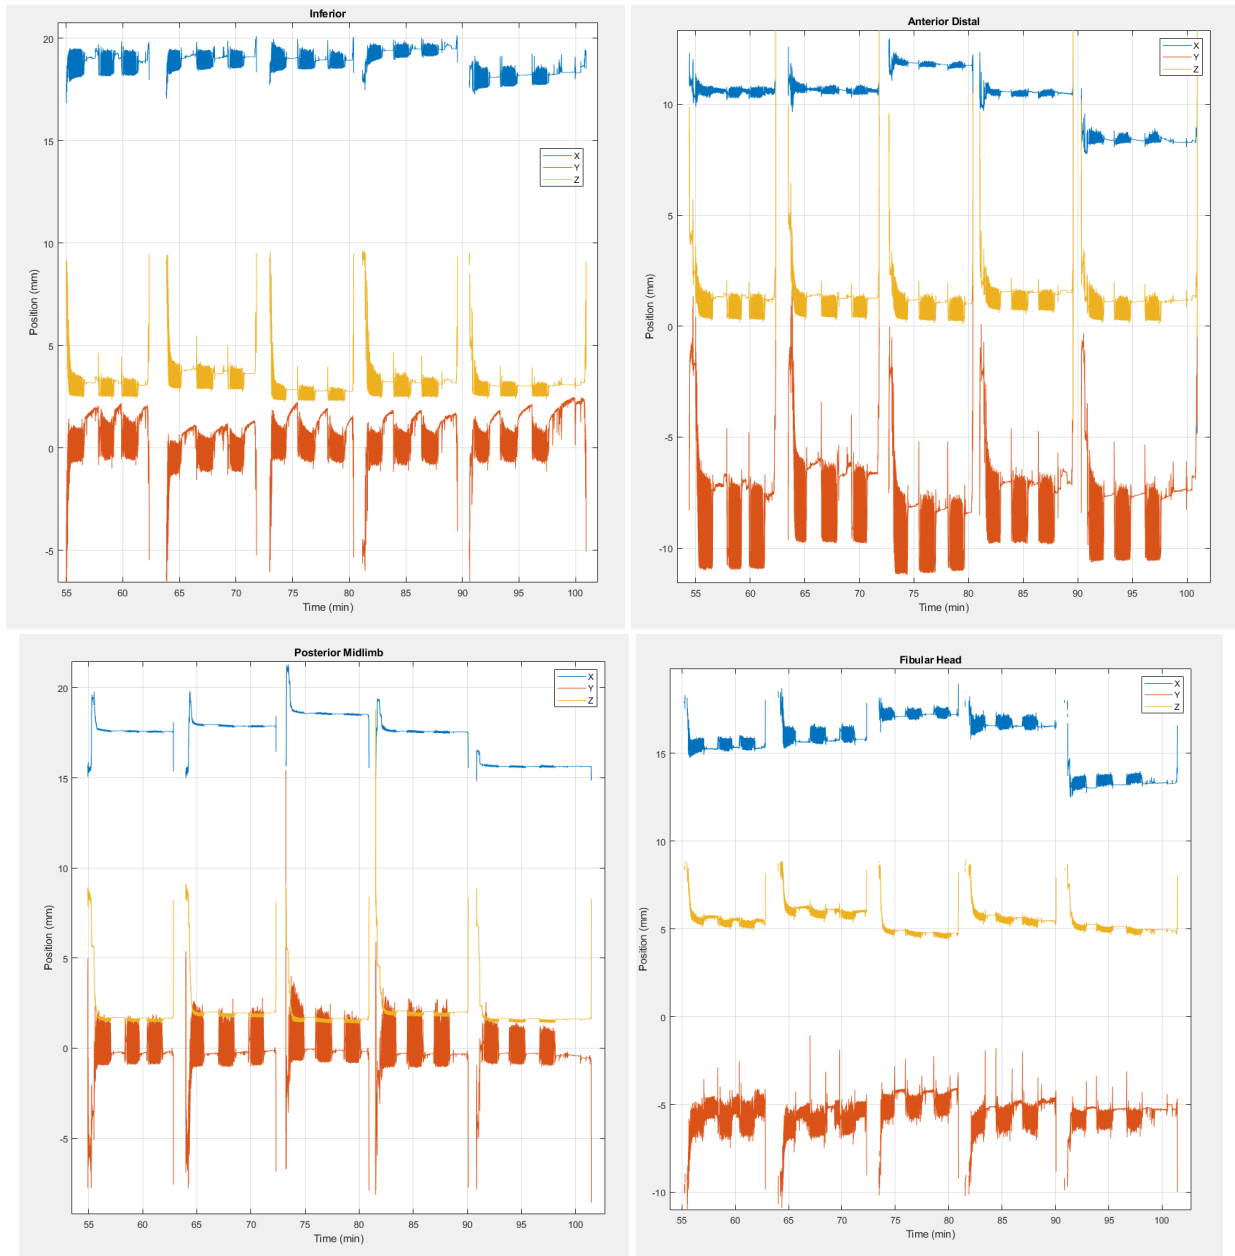 Inferior
20
15
10
5
0
-5
Position (mm)
X
Y
Z
55 60 65 70 75 80 85 90 95 100
Time (min)
Anterior Distal
10
5
0
-5
-10
Position (mm)
X
Y
Z
55 60 65 70 75 80 85 90 95 100
Time (min)
Posterior Midlimb
20
15
10
5
0
-5
Position (mm)
X
Y
Z
55 60 65 70 75 80 85 90 95 100
Time (min)
Fibular Head
15
10
5
0
-5
-10
Position (mm)
X
Y
Z
55 60 65 70 75 80 85 90 95 100
Time (min)